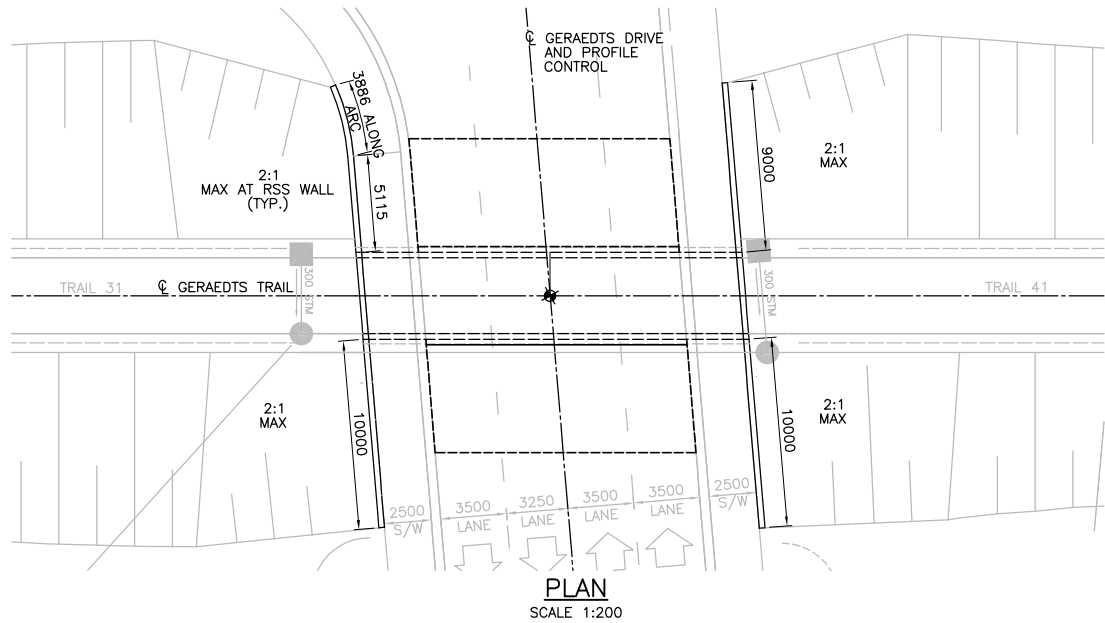 ℄ GERAEDTS DRIVE
AND PROFILE
CONTROL
3886 ALONG
ARC
5115
9000
2:1
MAX AT RSS WALL
(TYP.)
2:1
MAX
TRAIL 31
℄ GERAEDTS TRAIL
300 STM
300 STM
TRAIL 41
2:1
MAX
10000
10000
2:1
MAX
2500
S/W
3500
LANE
3250
LANE
3500
LANE
3500
LANE
2500
S/W
PLAN
SCALE 1:200